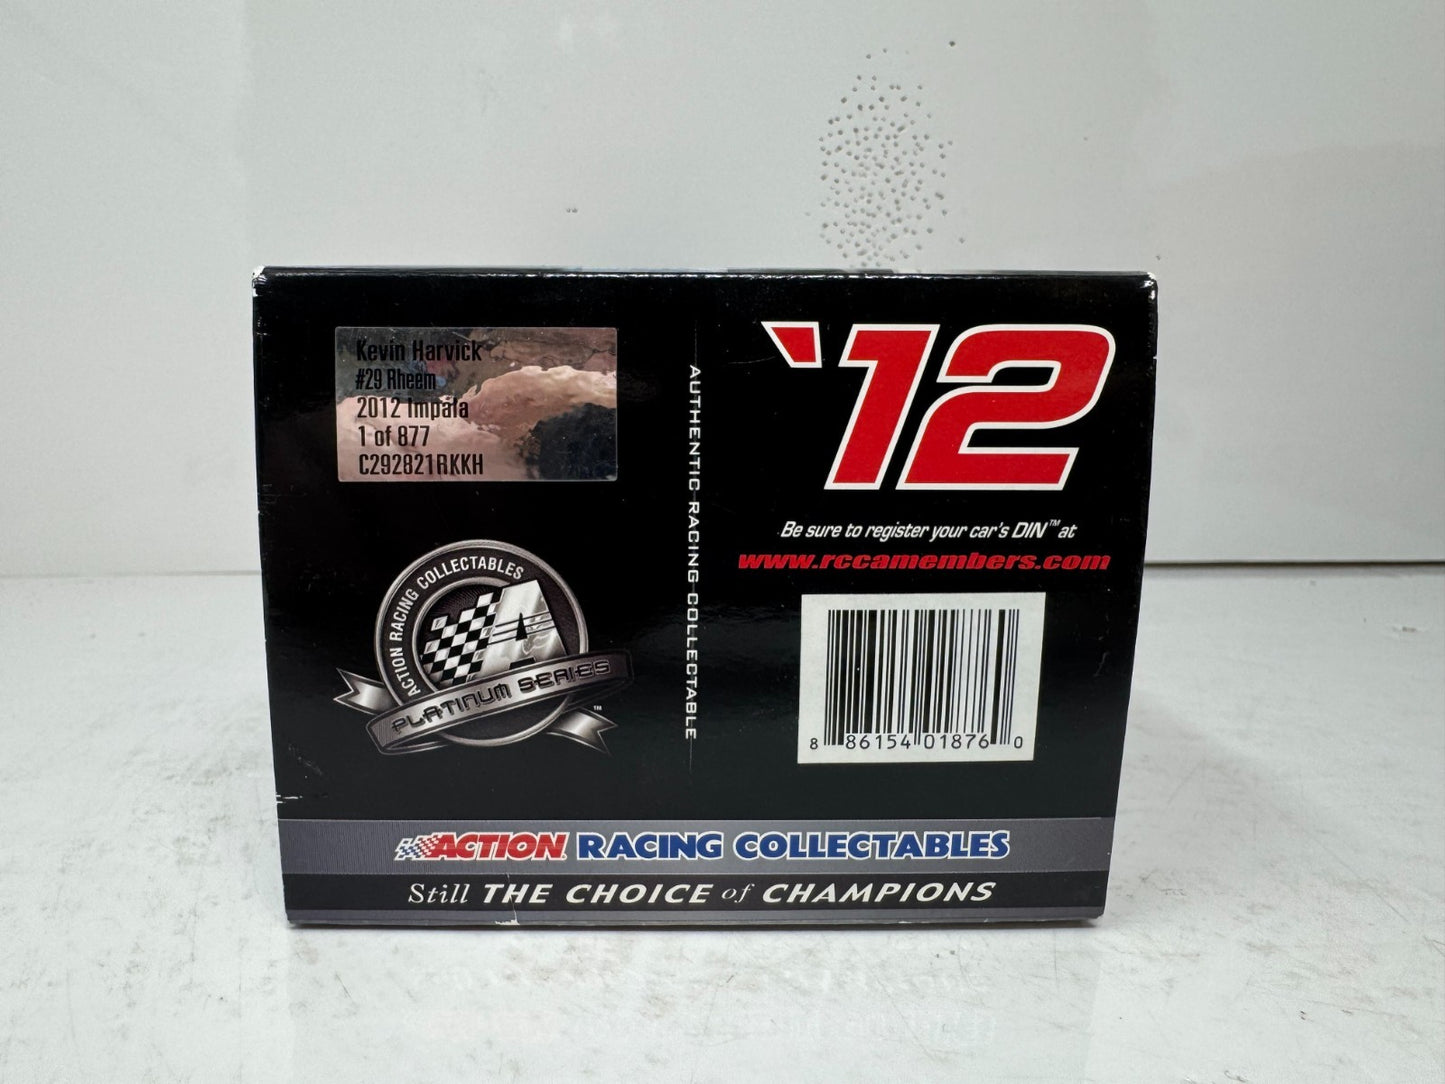 Kevin Harvick
#29 Rheem
2012 Impala
1 of 877
C292821RKKH
ACTION RACING COLLECTABLES
A
PLATINUM SERIES
™
AUTHENTIC RACING COLLECTABLE
'12
Be sure to register your car's DIN™ at
www.rccamembers.com
8 86154 01876 0
ACTION RACING COLLECTABLES
Still THE CHOICE of CHAMPIONS